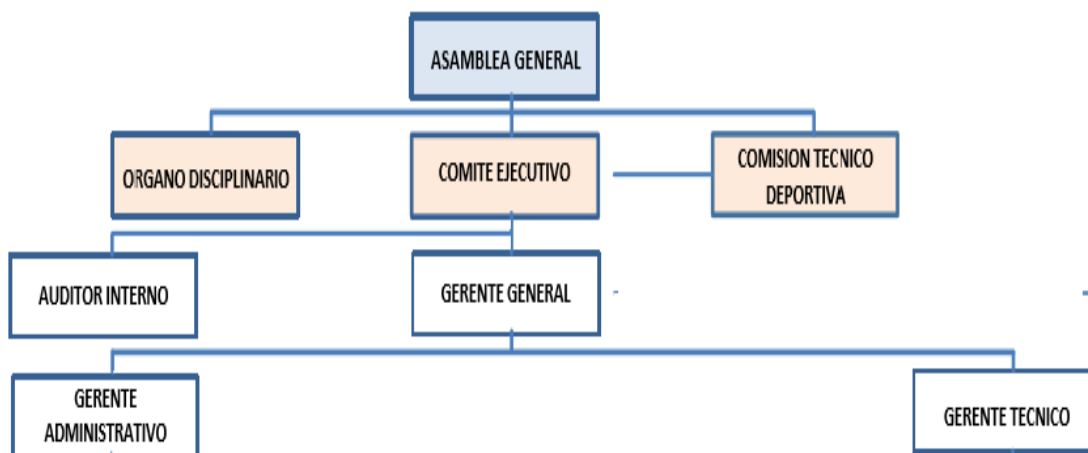 ASAMBLEA GENERAL
ORGANO DISCIPLINARIO
COMITE EJECUTIVO
COMISION TECNICO
DEPORTIVA
AUDITOR INTERNO
GERENTE GENERAL
GERENTE
ADMINISTRATIVO
GERENTE TECNICO